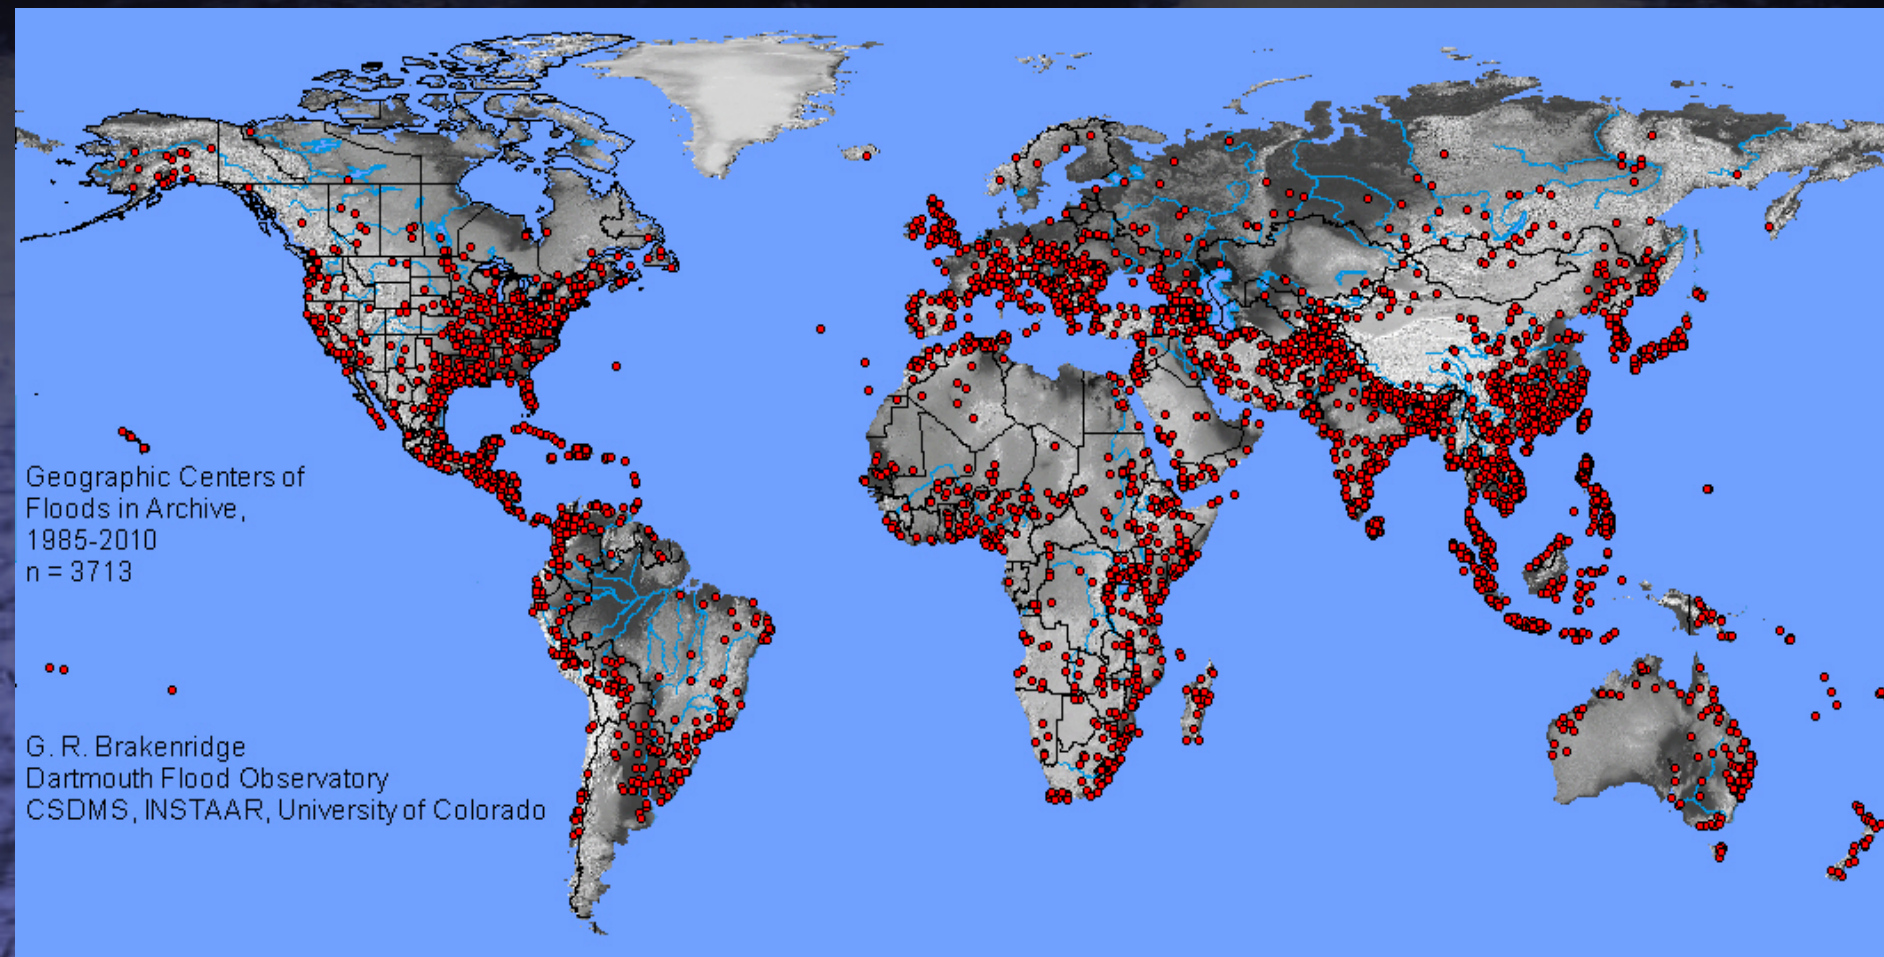 Geographic Centers of
Floods in Archive,
1985-2010
n = 3713
G. R. Brakenridge
Dartmouth Flood Observatory
CSDMS, INSTAAR, University of Colorado